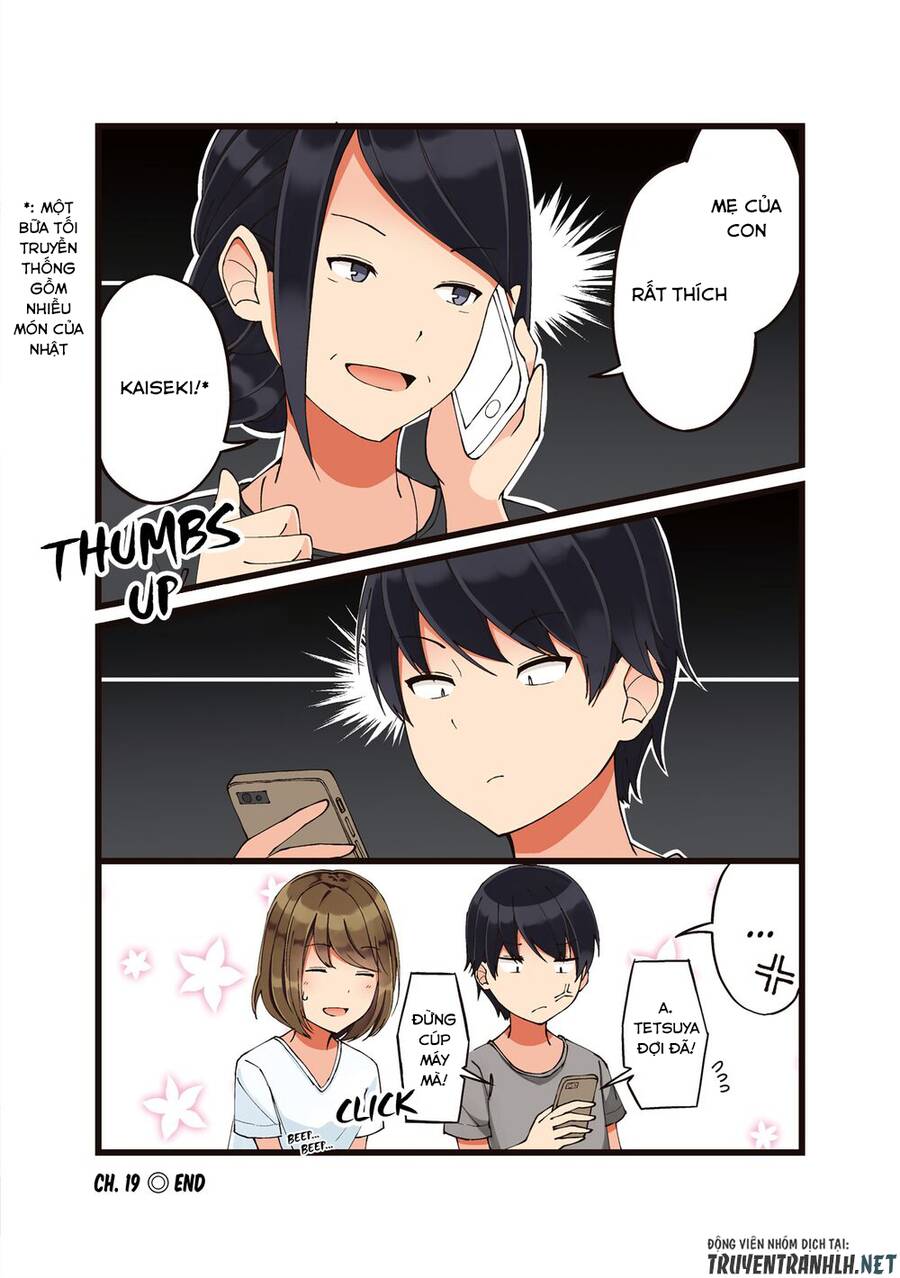 MẸ CỦA
CON
RẤT THÍCH
KAISEKI!*
*: MỘT
BỮA TỐI
TRUYỀN
THỐNG
GỒM
NHIỀU
MÓN CỦA
NHẬT
THUMBS
UP
...
A.
TETSUYA
ĐỢI ĐÃ!
ĐỪNG
CÚP
MÁY
MÀ!
CLICK
BEEP...
BEEP...
CH. 19 ◎ END
ĐỘNG VIÊN NHÓM DỊCH TẠI:
TRUYENTRANHLH.NET